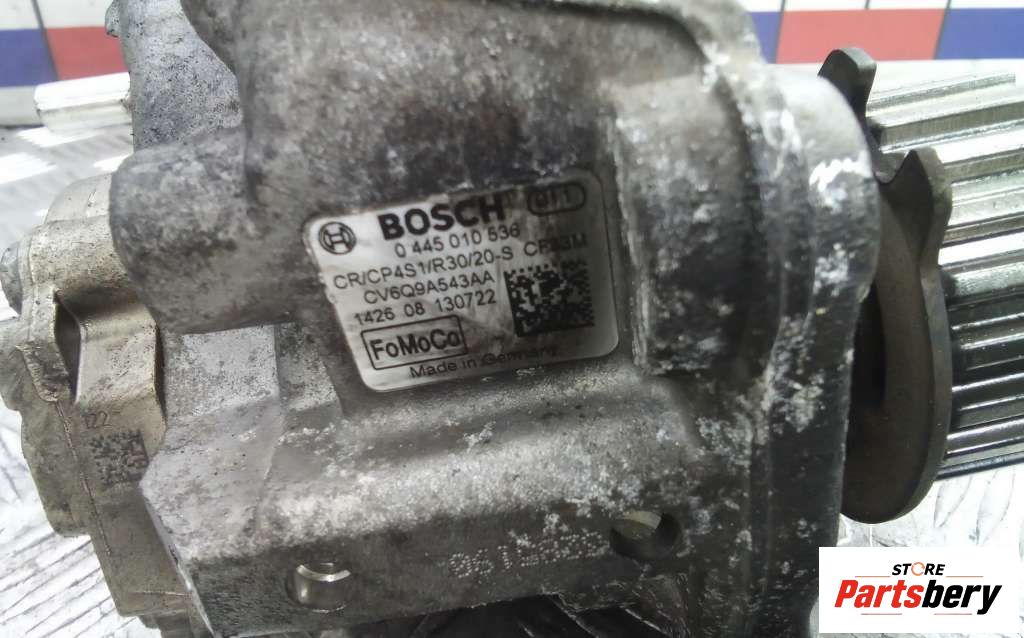 BOSCH
0 445 010 536
CR/CP4S1/R30/20-S
CV6Q9A543AA
1426 08 130722
FoMoCo
Made in Germany
122
STORE
Partsbery